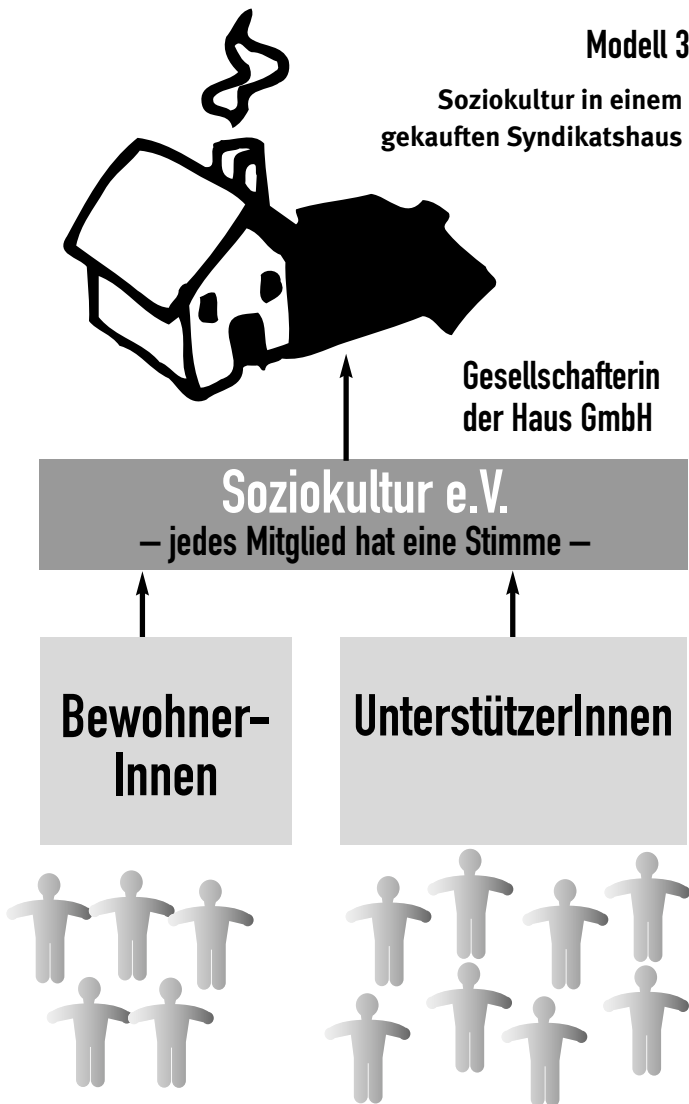 Modell 3
Soziokultur in einem
gekauften Syndikatshaus
Gesellschafterin
der Haus GmbH
Soziokultur e.V.
– jedes Mitglied hat eine Stimme –
Bewohner-
Innen
UnterstützerInnen